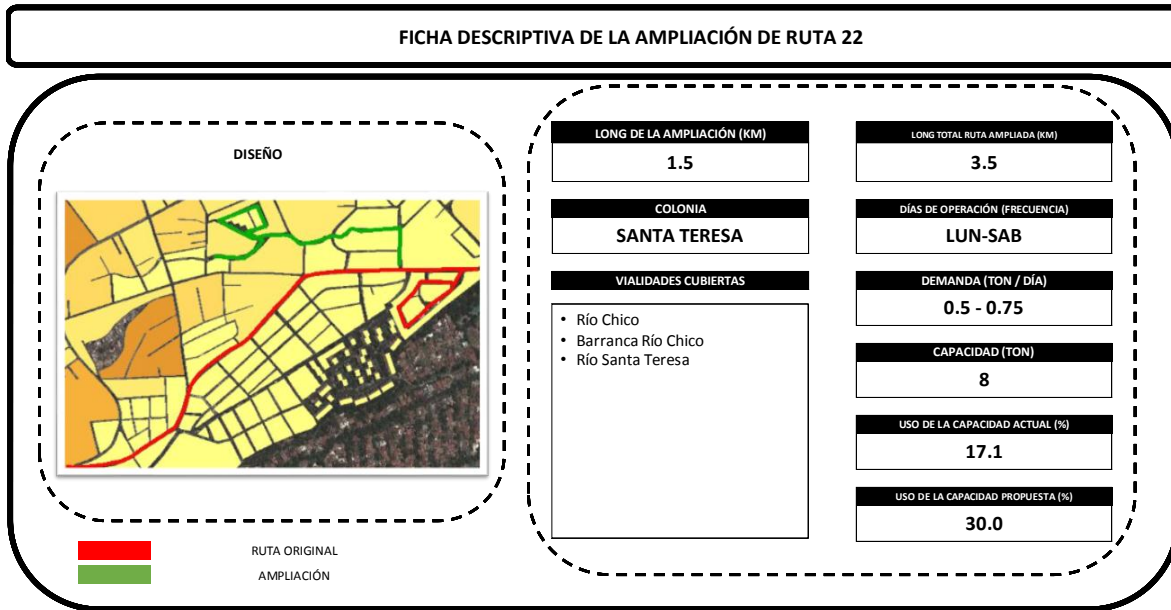 FICHA DESCRIPTIVA DE LA AMPLIACIÓN DE RUTA 22
DISEÑO
RUTA ORIGINAL
AMPLIACIÓN
LONG DE LA AMPLIACIÓN (KM)
1.5
COLONIA
SANTA TERESA
VIALIDADES CUBIERTAS
• Río Chico
• Barranca Río Chico
• Río Santa Teresa
LONG TOTAL RUTA AMPLIADA (KM)
3.5
DÍAS DE OPERACIÓN (FRECUENCIA)
LUN-SAB
DEMANDA (TON / DÍA)
0.5 - 0.75
CAPACIDAD (TON)
8
USO DE LA CAPACIDAD ACTUAL (%)
17.1
USO DE LA CAPACIDAD PROPUESTA (%)
30.0